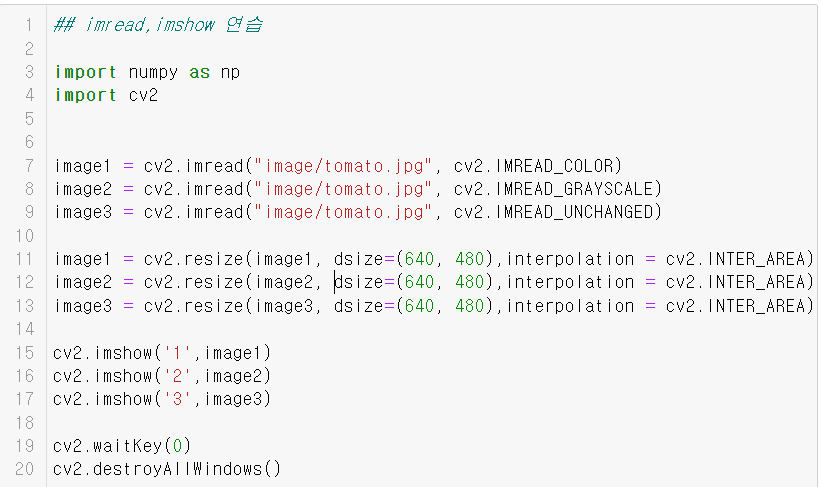 1 ## imread,imshow 연습
2
3 import numpy as np
4 import cv2
5
6
7 image1 = cv2.imread("image/tomato.jpg", cv2.IMREAD_COLOR)
8 image2 = cv2.imread("image/tomato.jpg", cv2.IMREAD_GRAYSCALE)
9 image3 = cv2.imread("image/tomato.jpg", cv2.IMREAD_UNCHANGED)
10
11 image1 = cv2.resize(image1, dsize=(640, 480),interpolation = cv2.INTER_AREA)
12 image2 = cv2.resize(image2, dsize=(640, 480),interpolation = cv2.INTER_AREA)
13 image3 = cv2.resize(image3, dsize=(640, 480),interpolation = cv2.INTER_AREA)
14
15 cv2.imshow('1',image1)
16 cv2.imshow('2',image2)
17 cv2.imshow('3',image3)
18
19 cv2.waitKey(0)
20 cv2.destroyAllWindows()